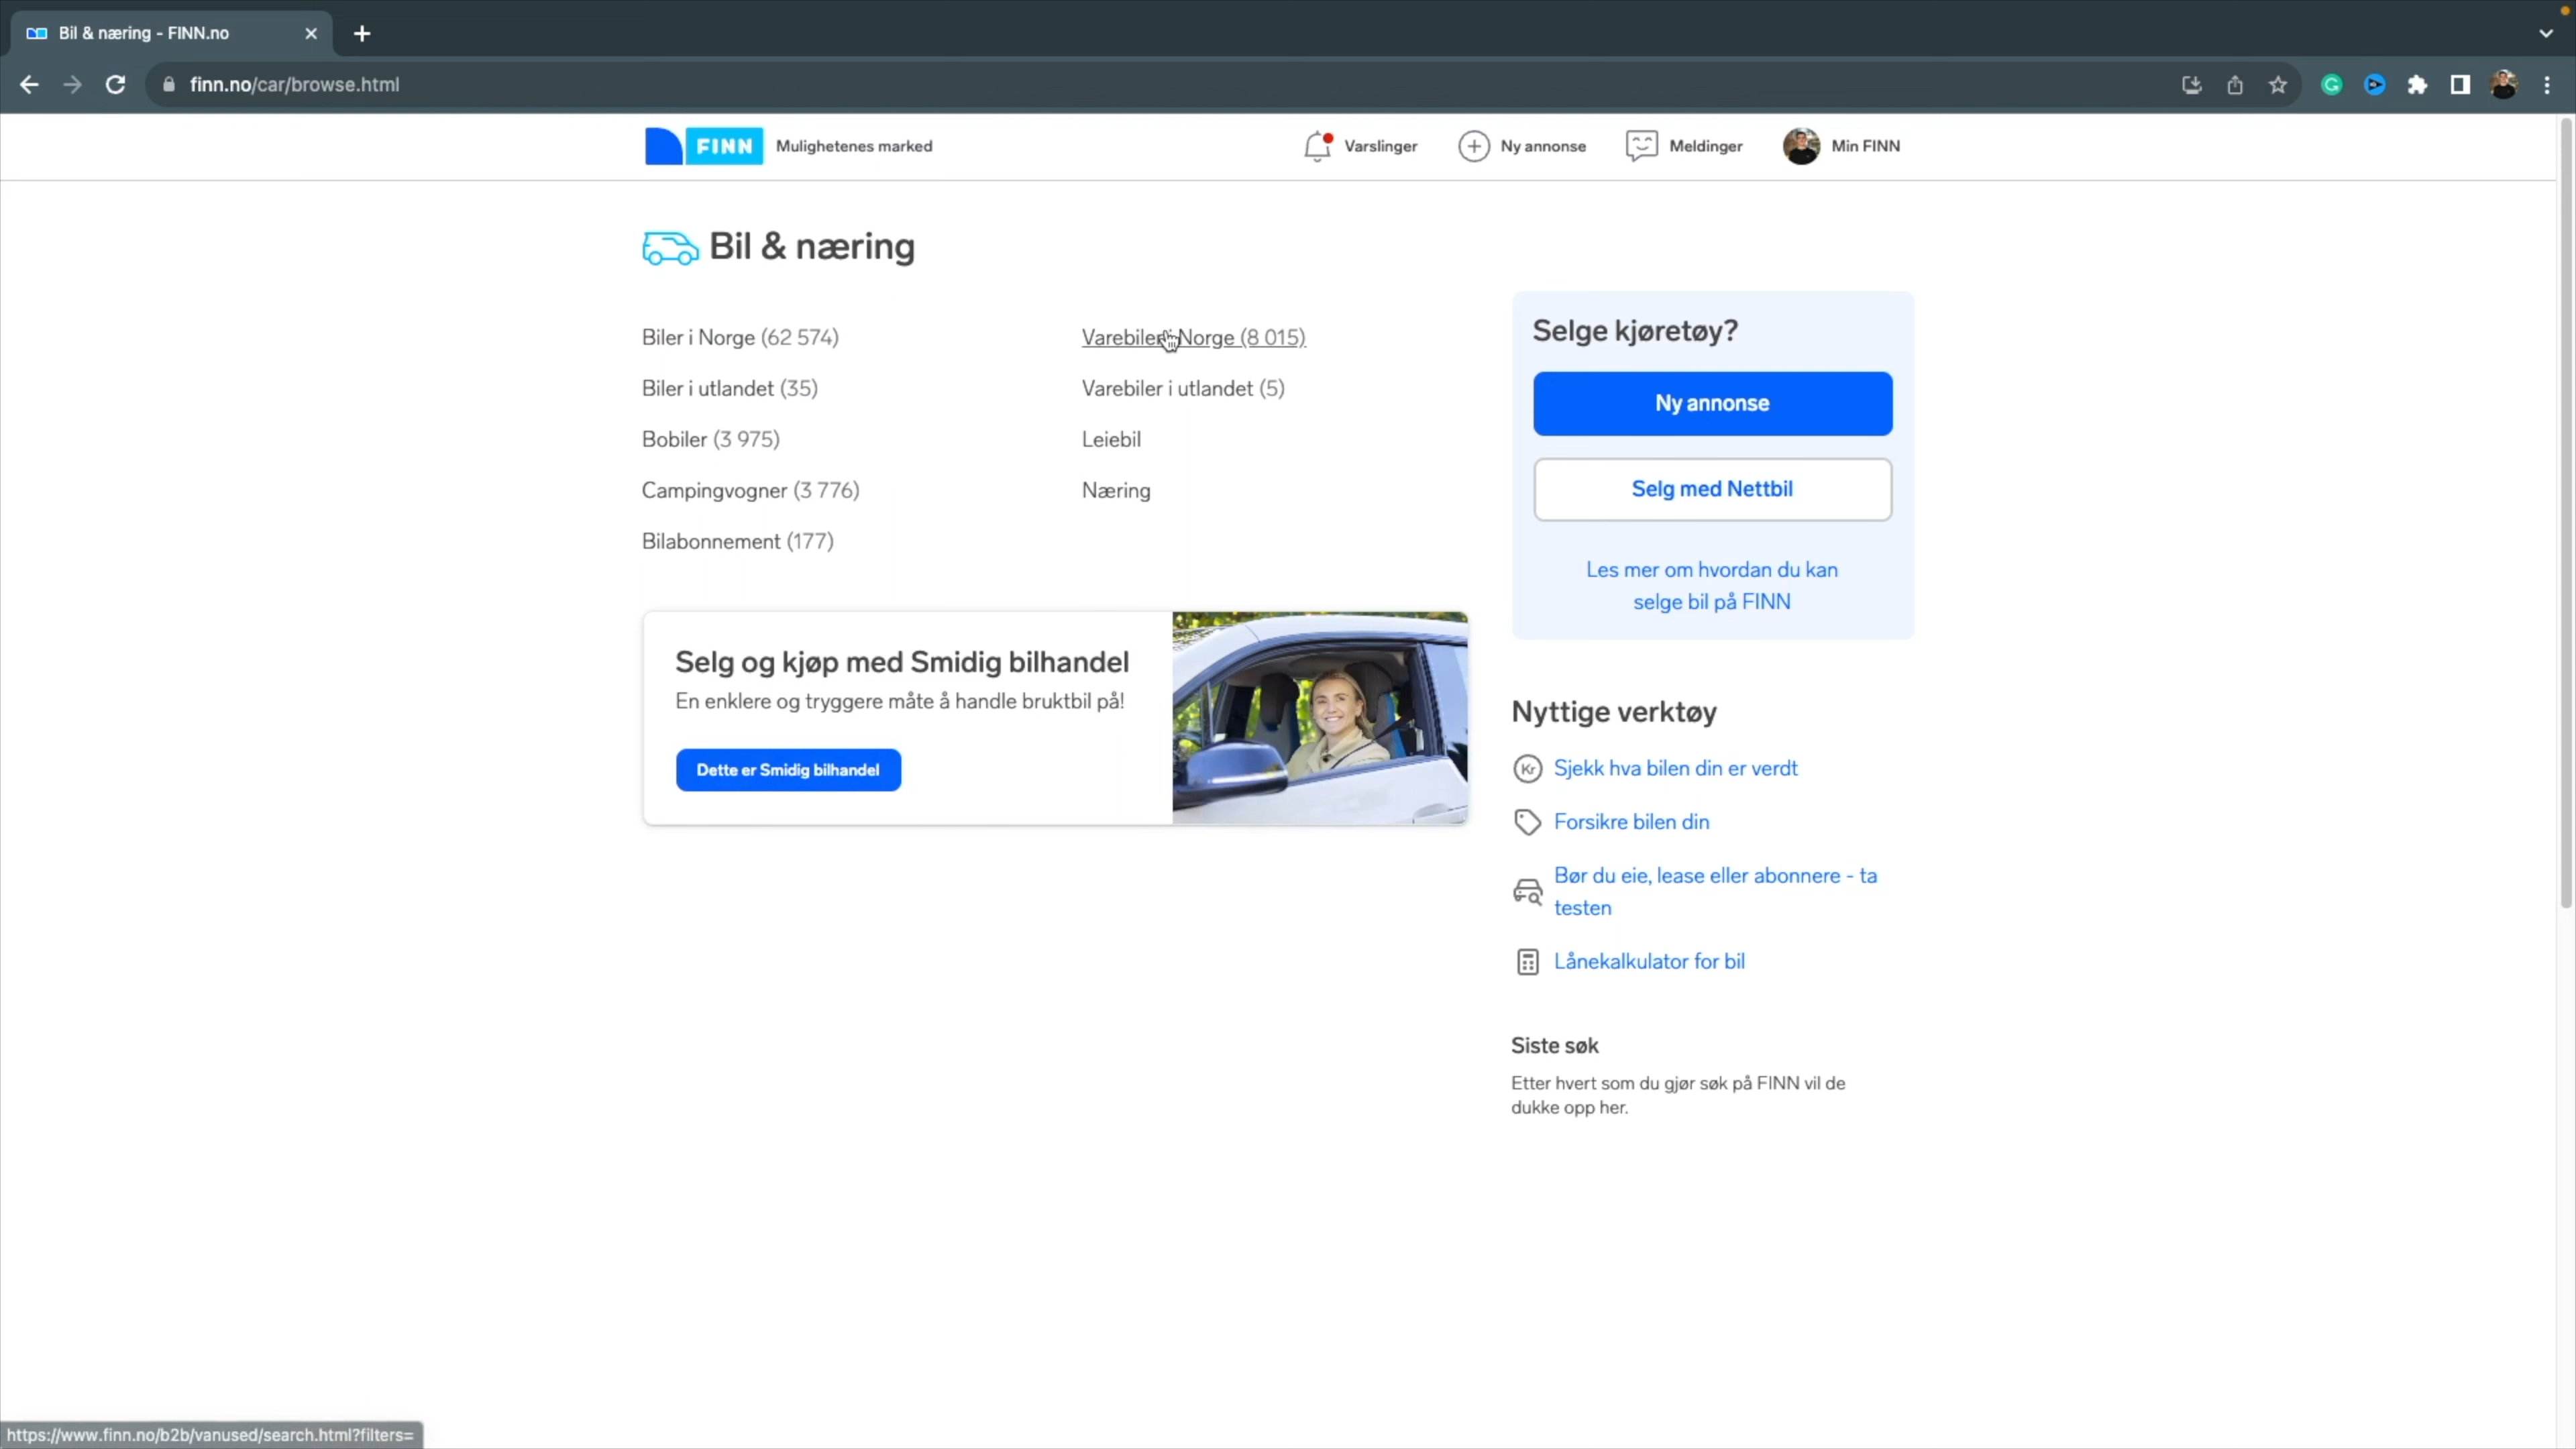 Bil & næring - FINN.no
finn.no/car/browse.html
FINN
Mulighetenes marked
Varslinger
Ny annonse
Meldinger
Min FINN
Bil & næring
Biler i Norge (62 574)
Biler i utlandet (35)
Bobiler (3 975)
Campingvogner (3 776)
Bilabonnement (177)
Varebiler i Norge (8 015)
Varebiler i utlandet (5)
Leiebil
Næring
Selg og kjøp med Smidig bilhandel
En enklere og tryggere måte å handle bruktbil på!
Dette er Smidig bilhandel
Selge kjøretøy?
Ny annonse
Selg med Nettbil
Les mer om hvordan du kan
selge bil på FINN
Nyttige verktøy
Kr
Sjekk hva bilen din er verdt
Forsikre bilen din
Bør du eie, lease eller abonnere - ta
testen
Lånekalkulator for bil
Siste søk
Etter hvert som du gjør søk på FINN vil de
dukke opp her.
https://www.finn.no/b2b/vanused/search.html?filters=